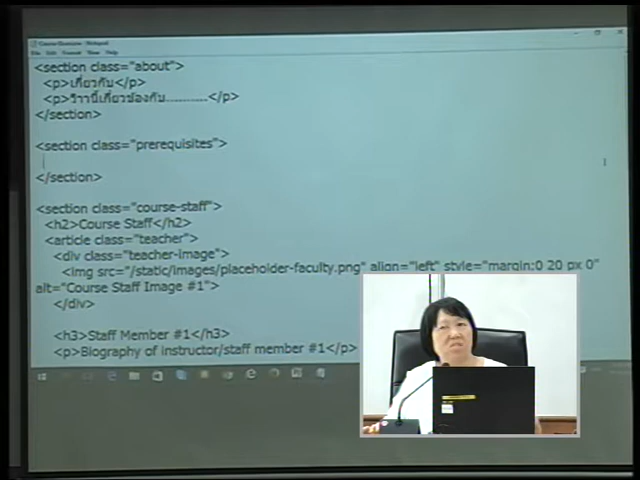 <section class="about">
<p>เกี่ยวกับ</p>
<p>วิานี้เกี่ยวข้องกับ...........</p>
</section>
<section class="prerequisites">
</section>
<section class="course-staff">
<h2>Course Staff</h2>
<article class="teacher">
<div class="teacher-image">
<img src="/static/images/placeholder-faculty.png" align="left" style="margin:0 20 px 0"
alt="Course Staff Image #1">
</div>
<h3>Staff Member #1</h3>
<p>Biography of instructor/staff member #1</p>